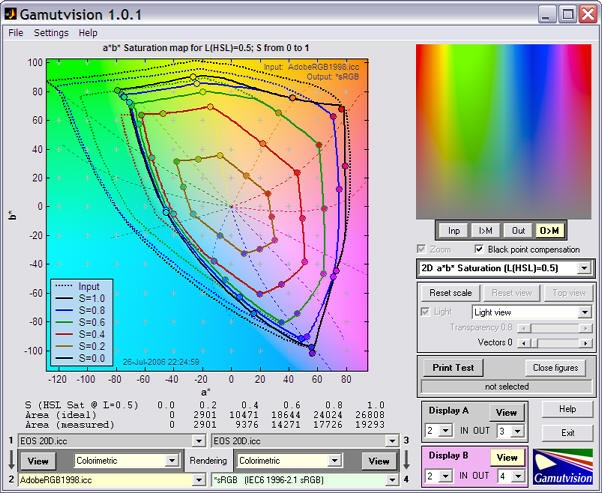 Gamutvision 1.0.1
File Settings Help
a*b* Saturation map for L(HSL)=0.5; S from 0 to 1
Input: AdobeRGB1998.icc
Output: *sRGB
100
80
60
40
20
0
-20
-40
-60
-80
-100
b*
Input
S=1.0
S=0.8
S=0.6
S=0.4
S=0.2
S=0.0
26-Jul-2006 22:24:59
-120 -100 -80 -60 -40 -20 0 20 40 60 80
a*
S (HSL Sat @ L=0.5) 0.0 0.2 0.4 0.6 0.8 1.0
Area (ideal) 0 2901 10471 18644 24024 26808
Area (measured) 0 2901 9376 14271 17726 19293
1 EOS 20D.icc EOS 20D.icc 3
View Colorimetric Rendering View Colorimetric
2 AdobeRGB1998.icc *sRGB (IEC6 1996-2.1 sRGB) 4
Inp I>M Out O>M
Zoom Black point compensation
2D a*b* Saturation (L(HSL)=0.5)
Reset scale Reset view Top view
Light Light view
Transparency 0.8
Vectors 0
Print Test Close figures
not selected
Display A View
2 IN OUT 3
Help
Exit
Display B View
2 IN OUT 4
Gamutvision